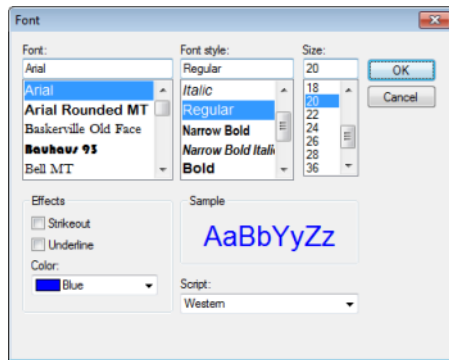 Font
Font:
Arial
Arial
Arial Rounded MT
Baskerville Old Face
Bauhaus 93
Bell MT
Font style:
Regular
Italic
Regular
Narrow Bold
Narrow Bold Itali
Bold
Size:
20
18
20
22
24
26
28
36
OK
Cancel
Effects
Strikeout
Underline
Color:
Blue
Sample
AaBbYyZz
Script:
Western